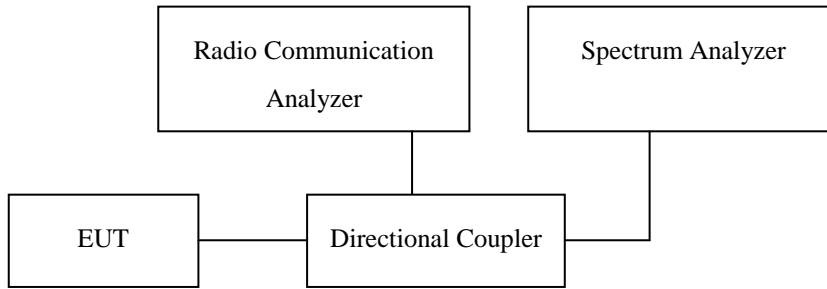 Radio Communication
Analyzer
Spectrum Analyzer
EUT
Directional Coupler